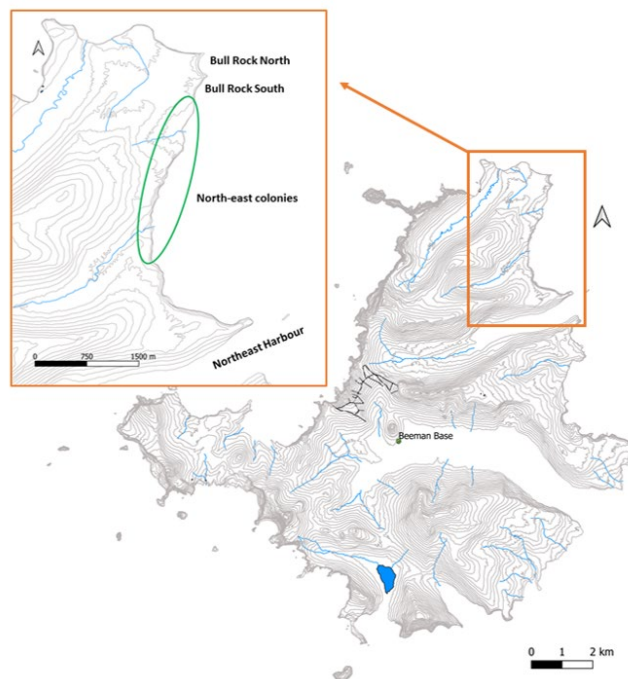 Bull Rock North
Bull Rock South
North-east colonies
Northeast Harbour
0 750 1500 m
Beeman Base
0 1 2 km